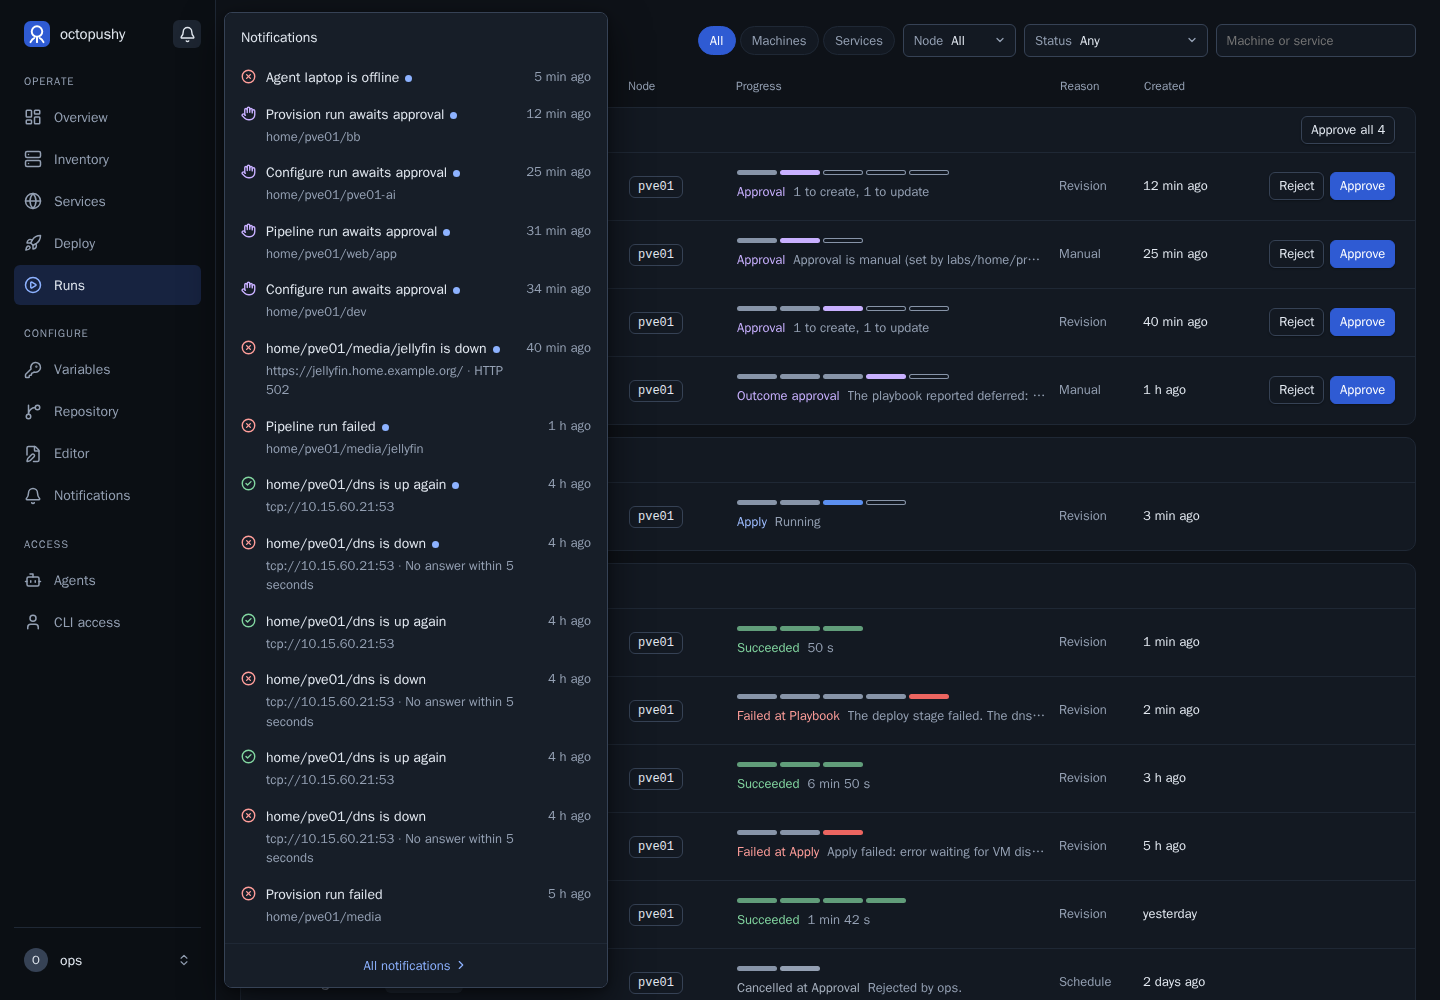 octopushy
OPERATE
Overview
Inventory
Services
Deploy
Runs
CONFIGURE
Variables
Repository
Editor
Notifications
ACCESS
Agents
CLI access
O ops
Notifications
Agent laptop is offline 5 min ago
Provision run awaits approval 12 min ago
home/pve01/bb
Configure run awaits approval 25 min ago
home/pve01/pve01-ai
Pipeline run awaits approval 31 min ago
home/pve01/web/app
Configure run awaits approval 34 min ago
home/pve01/dev
home/pve01/media/jellyfin is down 40 min ago
https://jellyfin.home.example.org/ · HTTP
502
Pipeline run failed 1 h ago
home/pve01/media/jellyfin
home/pve01/dns is up again 4 h ago
tcp://10.15.60.21:53
home/pve01/dns is down 4 h ago
tcp://10.15.60.21:53 · No answer within 5
seconds
home/pve01/dns is up again 4 h ago
tcp://10.15.60.21:53
home/pve01/dns is down 4 h ago
tcp://10.15.60.21:53 · No answer within 5
seconds
home/pve01/dns is up again 4 h ago
tcp://10.15.60.21:53
home/pve01/dns is down 4 h ago
tcp://10.15.60.21:53 · No answer within 5
seconds
Provision run failed 5 h ago
home/pve01/media
All notifications
All Machines Services Node All Status Any Machine or service
Node Progress Reason Created
Approve all 4
pve01 Revision 12 min ago Reject Approve
Approval 1 to create, 1 to update
pve01 Manual 25 min ago Reject Approve
Approval Approval is manual (set by labs/home/pr…
pve01 Revision 40 min ago Reject Approve
Approval 1 to create, 1 to update
pve01 Manual 1 h ago Reject Approve
Outcome approval The playbook reported deferred: …
pve01 Revision 3 min ago
Apply Running
pve01 Revision 1 min ago
Succeeded 50 s
pve01 Revision 2 min ago
Failed at Playbook The deploy stage failed. The dns…
pve01 Revision 3 h ago
Succeeded 6 min 50 s
pve01 Revision 5 h ago
Failed at Apply Apply failed: error waiting for VM dis…
pve01 Revision yesterday
Succeeded 1 min 42 s
pve01 Schedule 2 days ago
Cancelled at Approval Rejected by ops.